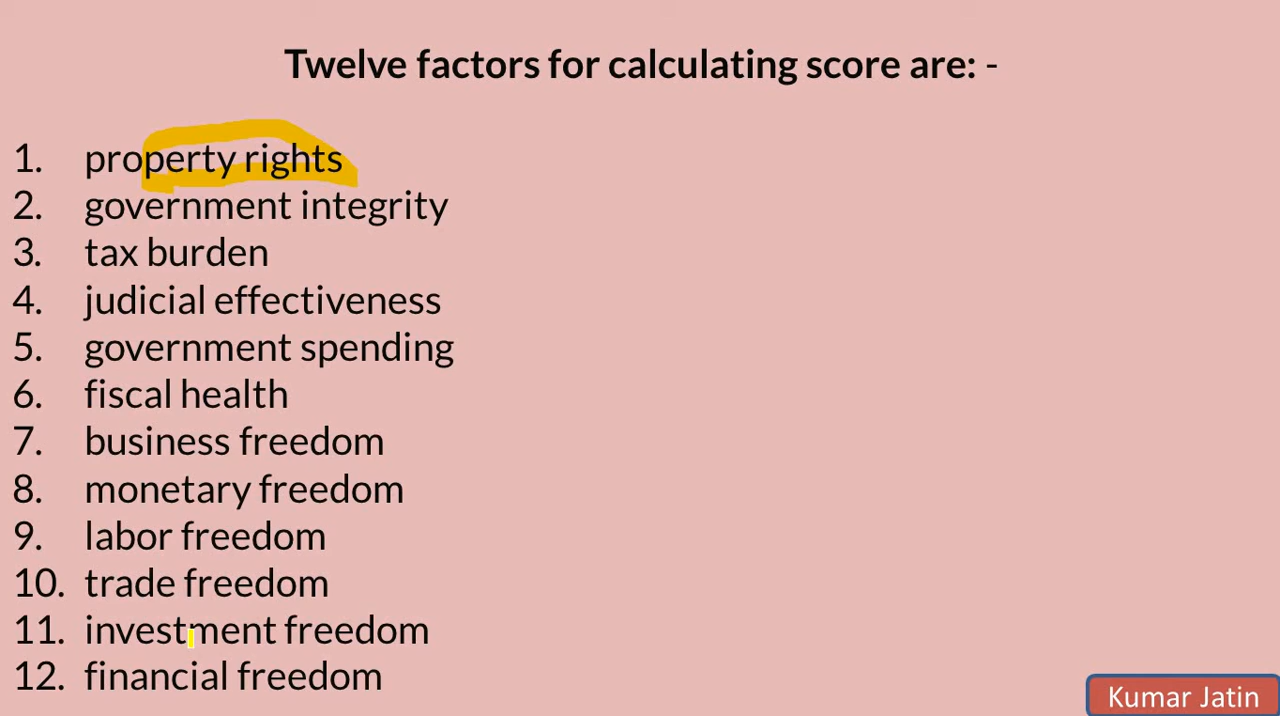 Twelve factors for calculating score are: -
1. property rights
2. government integrity
3. tax burden
4. judicial effectiveness
5. government spending
6. fiscal health
7. business freedom
8. monetary freedom
9. labor freedom
10. trade freedom
11. investment freedom
12. financial freedom
Kumar Jatin